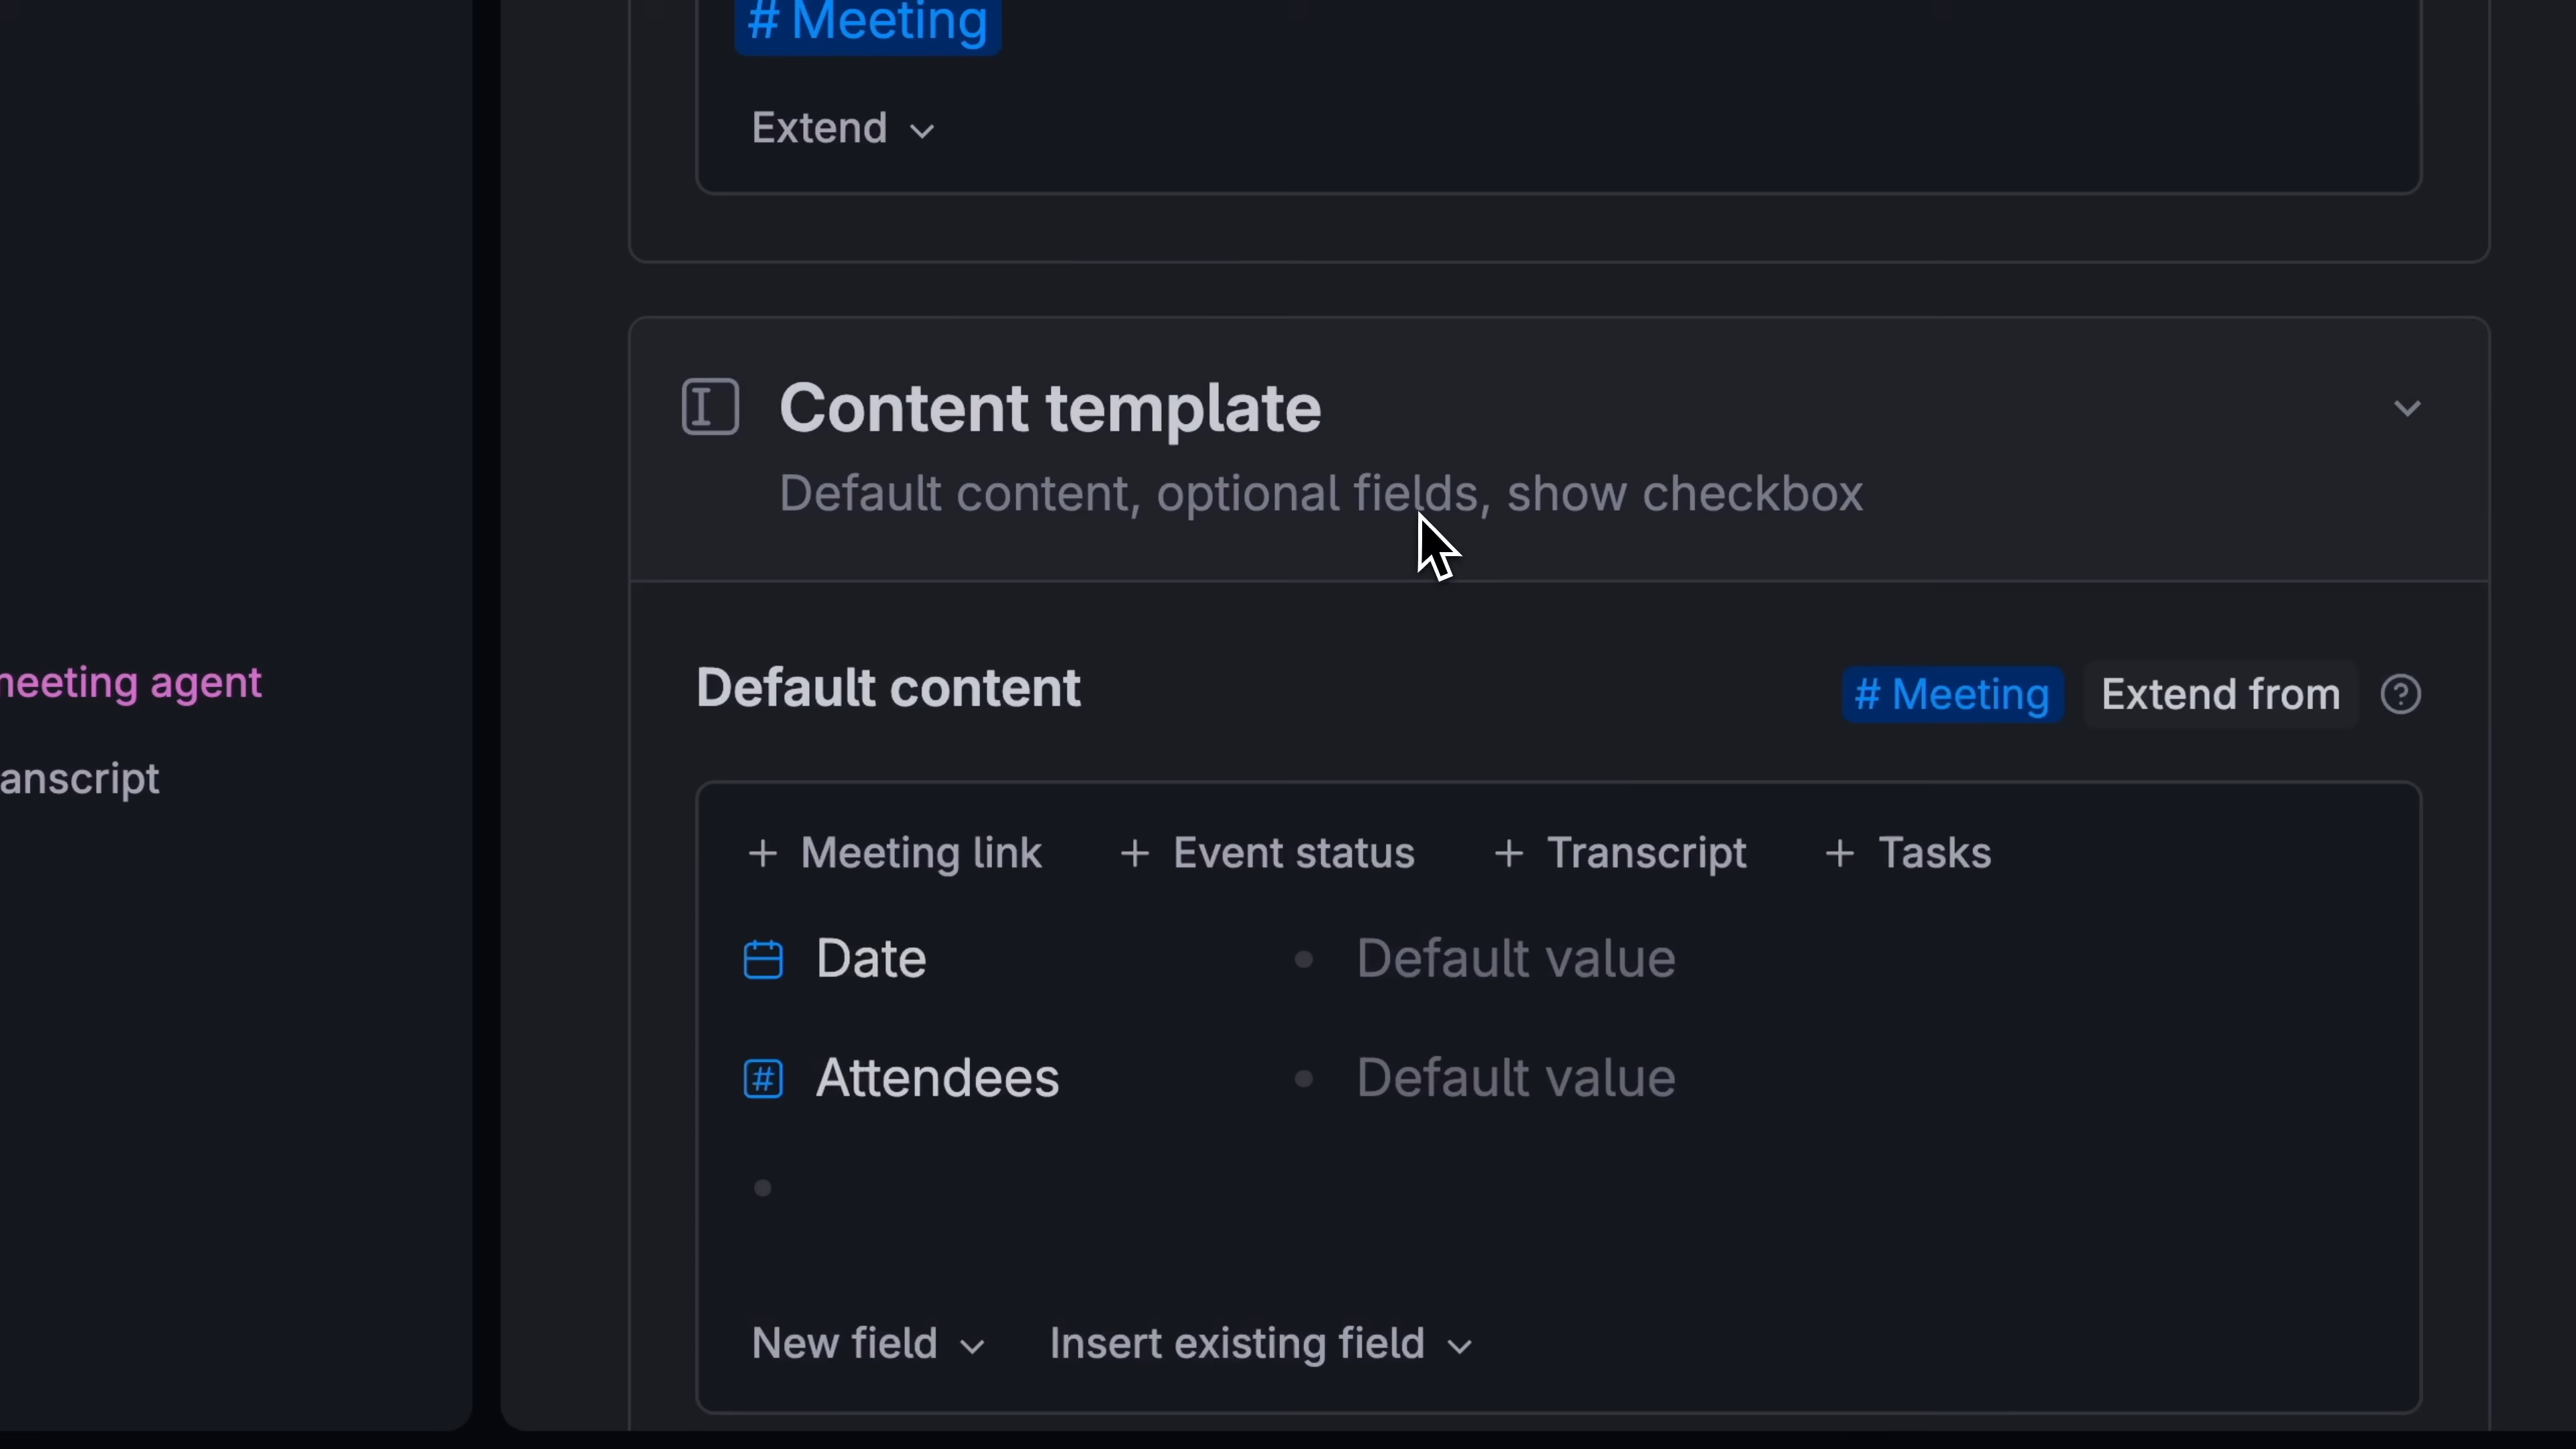 # Meeting
Extend
Content template
Default content, optional fields, show checkbox
meeting agent
anscript
Default content
# Meeting Extend from
+ Meeting link + Event status + Transcript + Tasks
Date Default value
Attendees Default value
New field Insert existing field